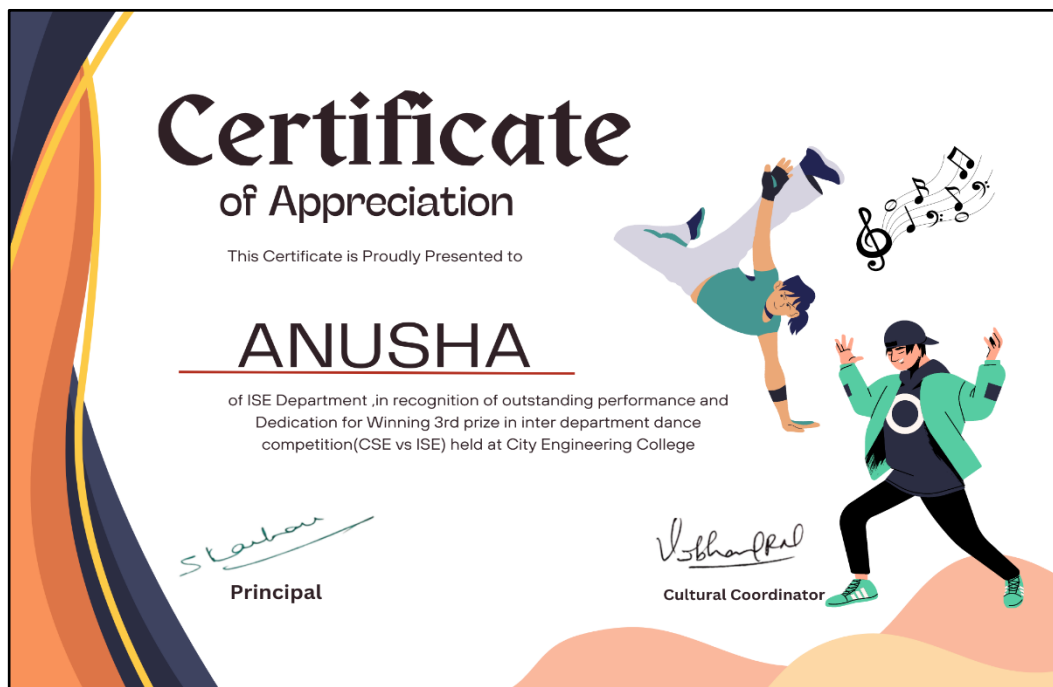 Certificate
of Appreciation
This Certificate is Proudly Presented to
ANUSHA
of ISE Department ,in recognition of outstanding performance and
Dedication for Winning 3rd prize in inter department dance
competition(CSE vs ISE) held at City Engineering College
Principal
Cultural Coordinator